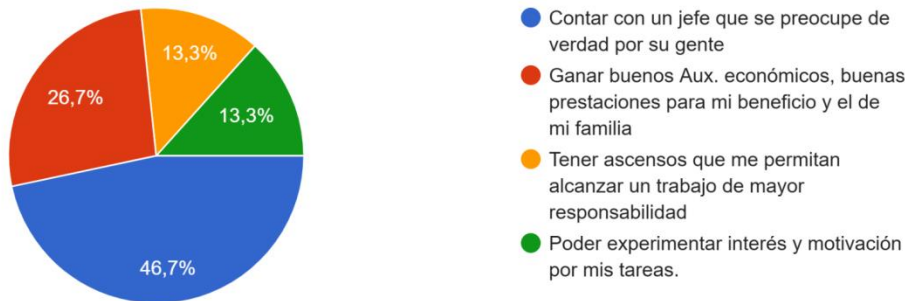 13,3%
26,7%
13,3%
46,7%
Contar con un jefe que se preocupe de
verdad por su gente
Ganar buenos Aux. económicos, buenas
prestaciones para mi beneficio y el de
mi familia
Tener ascensos que me permitan
alcanzar un trabajo de mayor
responsabilidad
Poder experimentar interés y motivación
por mis tareas.